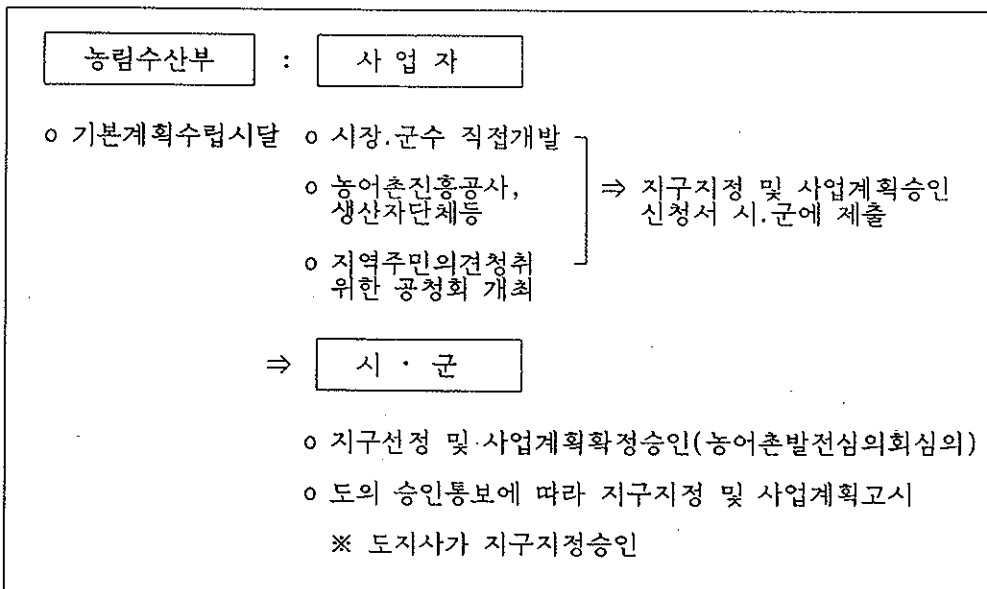 농림수산부 : 사 업 자
o 기본계획수립시달 o 시장.군수 직접개발
o 농어촌진흥공사,
생산자단체등
⇒ 지구지정 및 사업계획승인
신청서 시.군에 제출
o 지역주민의견청취
위한 공청회 개최
⇒ 시 · 군
o 지구선정 및 사업계획확정승인(농어촌발전심의회심의)
o 도의 승인통보에 따라 지구지정 및 사업계획고시
※ 도지사가 지구지정승인